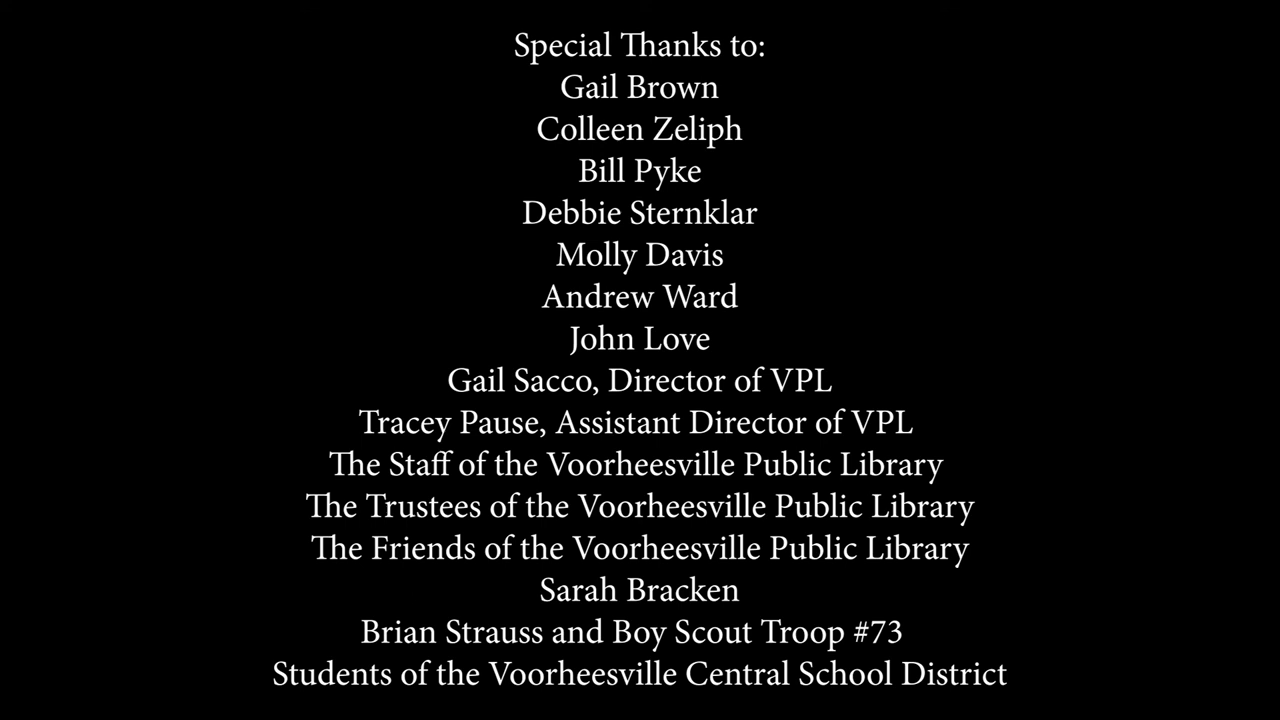 Special Thanks to:
Gail Brown
Colleen Zeliph
Bill Pyke
Debbie Sternklar
Molly Davis
Andrew Ward
John Love
Gail Sacco, Director of VPL
Tracey Pause, Assistant Director of VPL
The Staff of the Voorheesville Public Library
The Trustees of the Voorheesville Public Library
The Friends of the Voorheesville Public Library
Sarah Bracken
Brian Strauss and Boy Scout Troop #73
Students of the Voorheesville Central School District